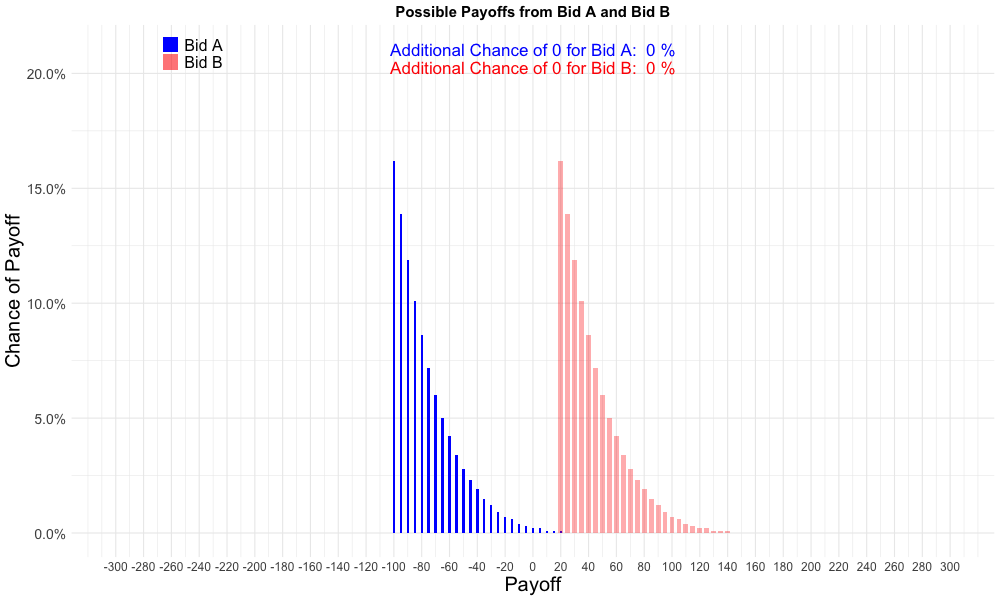 Possible Payoffs from Bid A and Bid B
Bid A
Bid B
Additional Chance of 0 for Bid A:  0 %
Additional Chance of 0 for Bid B:  0 %
Chance of Payoff
20.0%
15.0%
10.0%
5.0%
0.0%
-300 -280 -260 -240 -220 -200 -180 -160 -140 -120 -100 -80 -60 -40 -20 0 20 40 60 80 100 120 140 160 180 200 220 240 260 280 300
Payoff